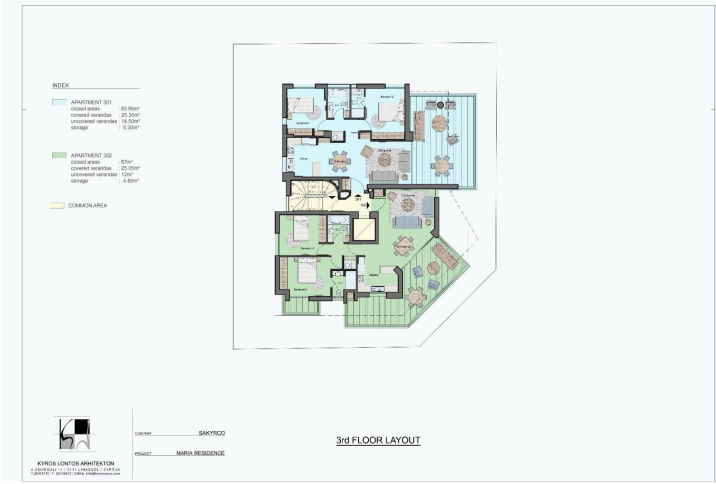 INDEX
APARTMENT 301
closed areas : 83.95m²
covered verandas : 25.30m²
uncovered verandas : 14.50m²
storage : 5.30m²
APARTMENT 302
closed areas : 87m²
covered verandas : 25.05m²
uncovered verandas : 12m²
storage : 4.80m²
COMMON AREA
301
COMPANY SAKYRCO
PROJECT MARIA RESIDENCE
3rd FLOOR LAYOUT
KYROS LONTOS ARHITEKTON